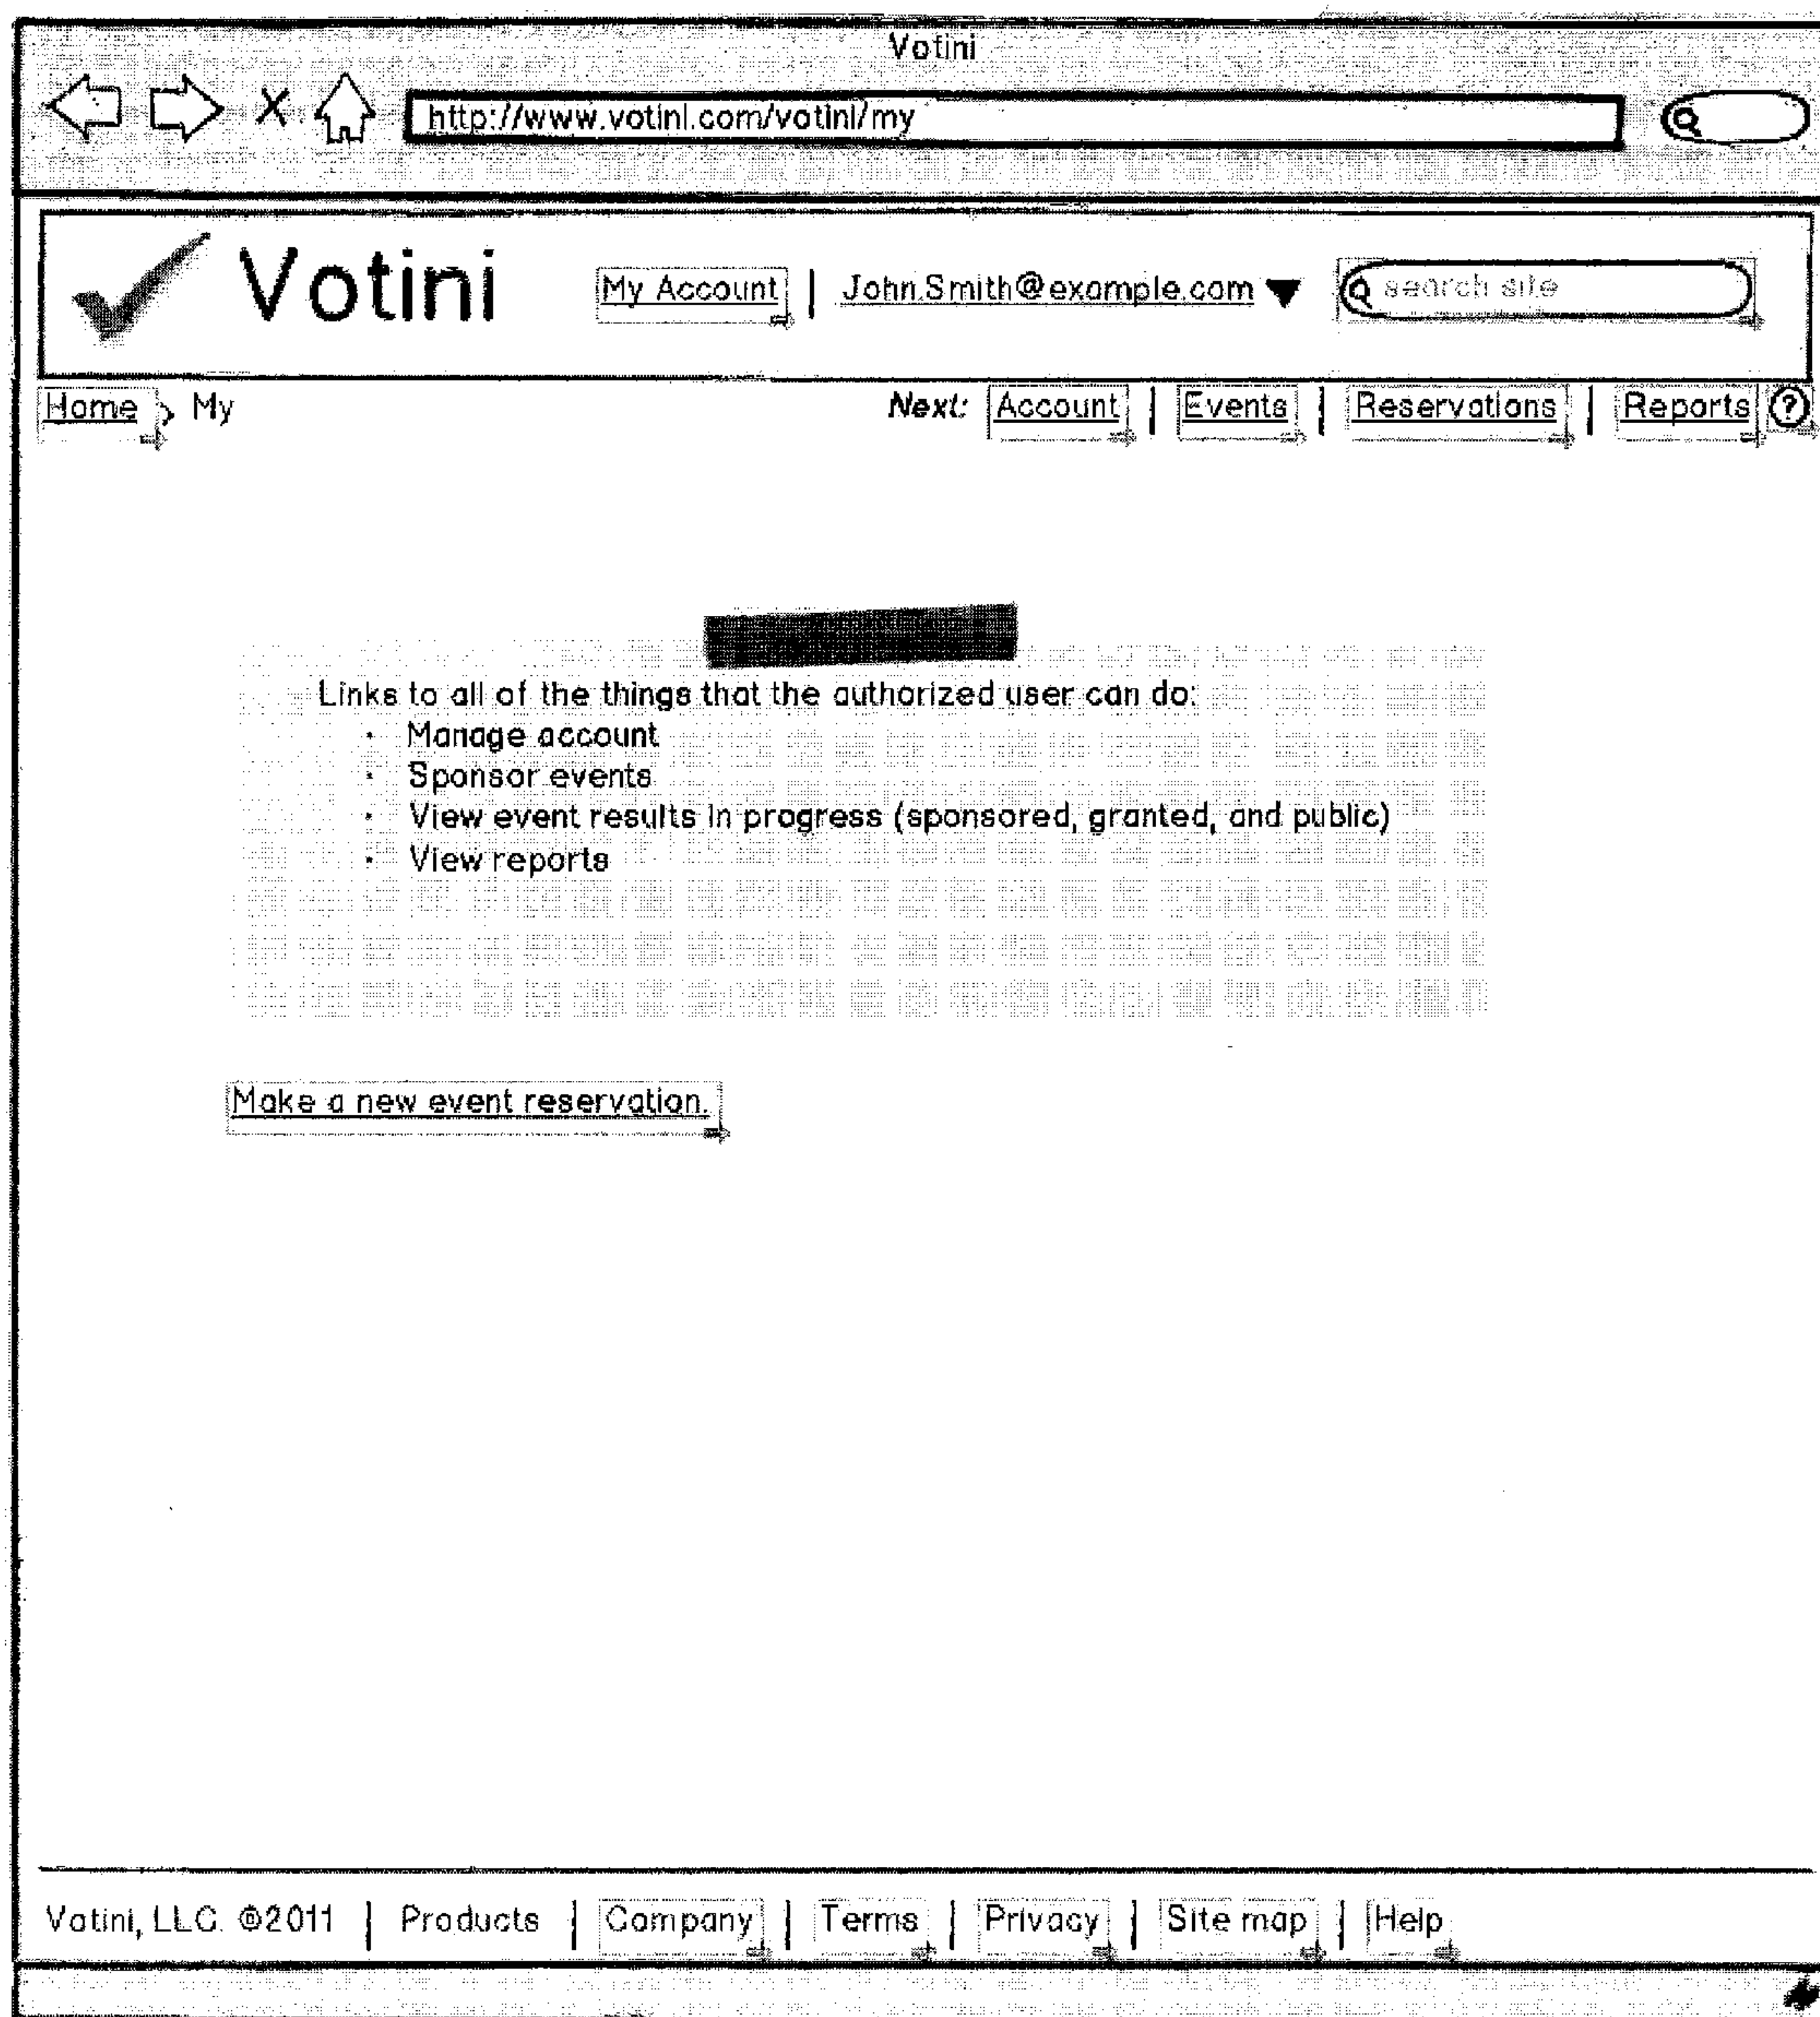 Votini
http://www.votini.com/votini/my
Votini My Account | John.Smith@example.com search site
Home > My Next: Account | Events | Reservations | Reports ?
Links to all of the things that the authorized user can do:
• Manage account
• Sponsor events
• View event results in progress (sponsored, granted, and public)
• View reports
Make a new event reservation.
Votini, LLC. ©2011 | Products | Company | Terms | Privacy | Site map | Help